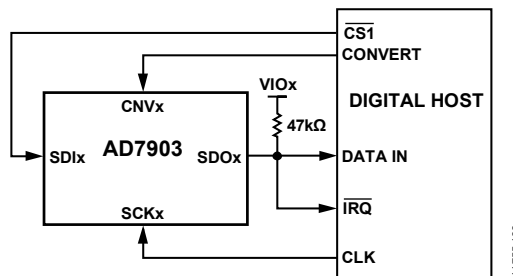 CS1
CONVERT
VIOx
CNVx
47kΩ
DIGITAL HOST
AD7903
SDIx
SDOx
DATA IN
SCKx
IRQ
CLK